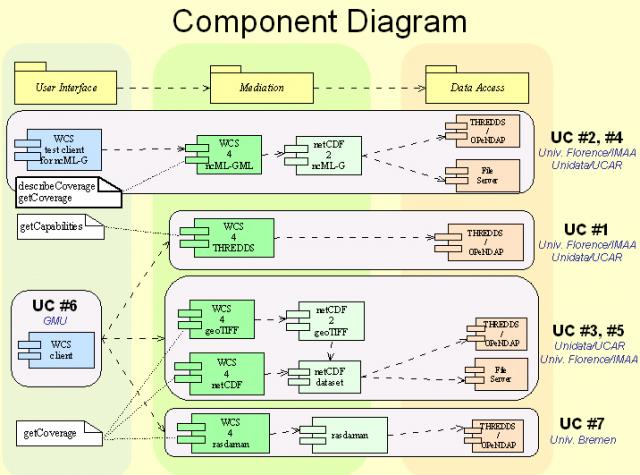 Component Diagram
User Interface
Mediation
Data Access
WCS
test client
for ncML-G
WCS
4
ncML-GML
netCDF
2
ncML-G
THREDDS
/
OPeNDAP
File
Server
UC #2, #4
Univ. Florence/IMAA
Unidata/UCAR
describeCoverage
getCoverage
getCapabilities
WCS
4
THREDDS
THREDDS
/
OPeNDAP
UC #1
Univ. Florence/IMAA
Unidata/UCAR
UC #6
GMU
WCS
client
WCS
4
geoTIFF
netCDF
2
geoTIFF
WCS
4
netCDF
netCDF
dataset
THREDDS
/
OPeNDAP
File
Server
UC #3, #5
Unidata/UCAR
Univ. Florence/IMAA
getCoverage
WCS
4
rasdaman
rasdaman
THREDDS
/
OPeNDAP
UC #7
Univ. Bremen